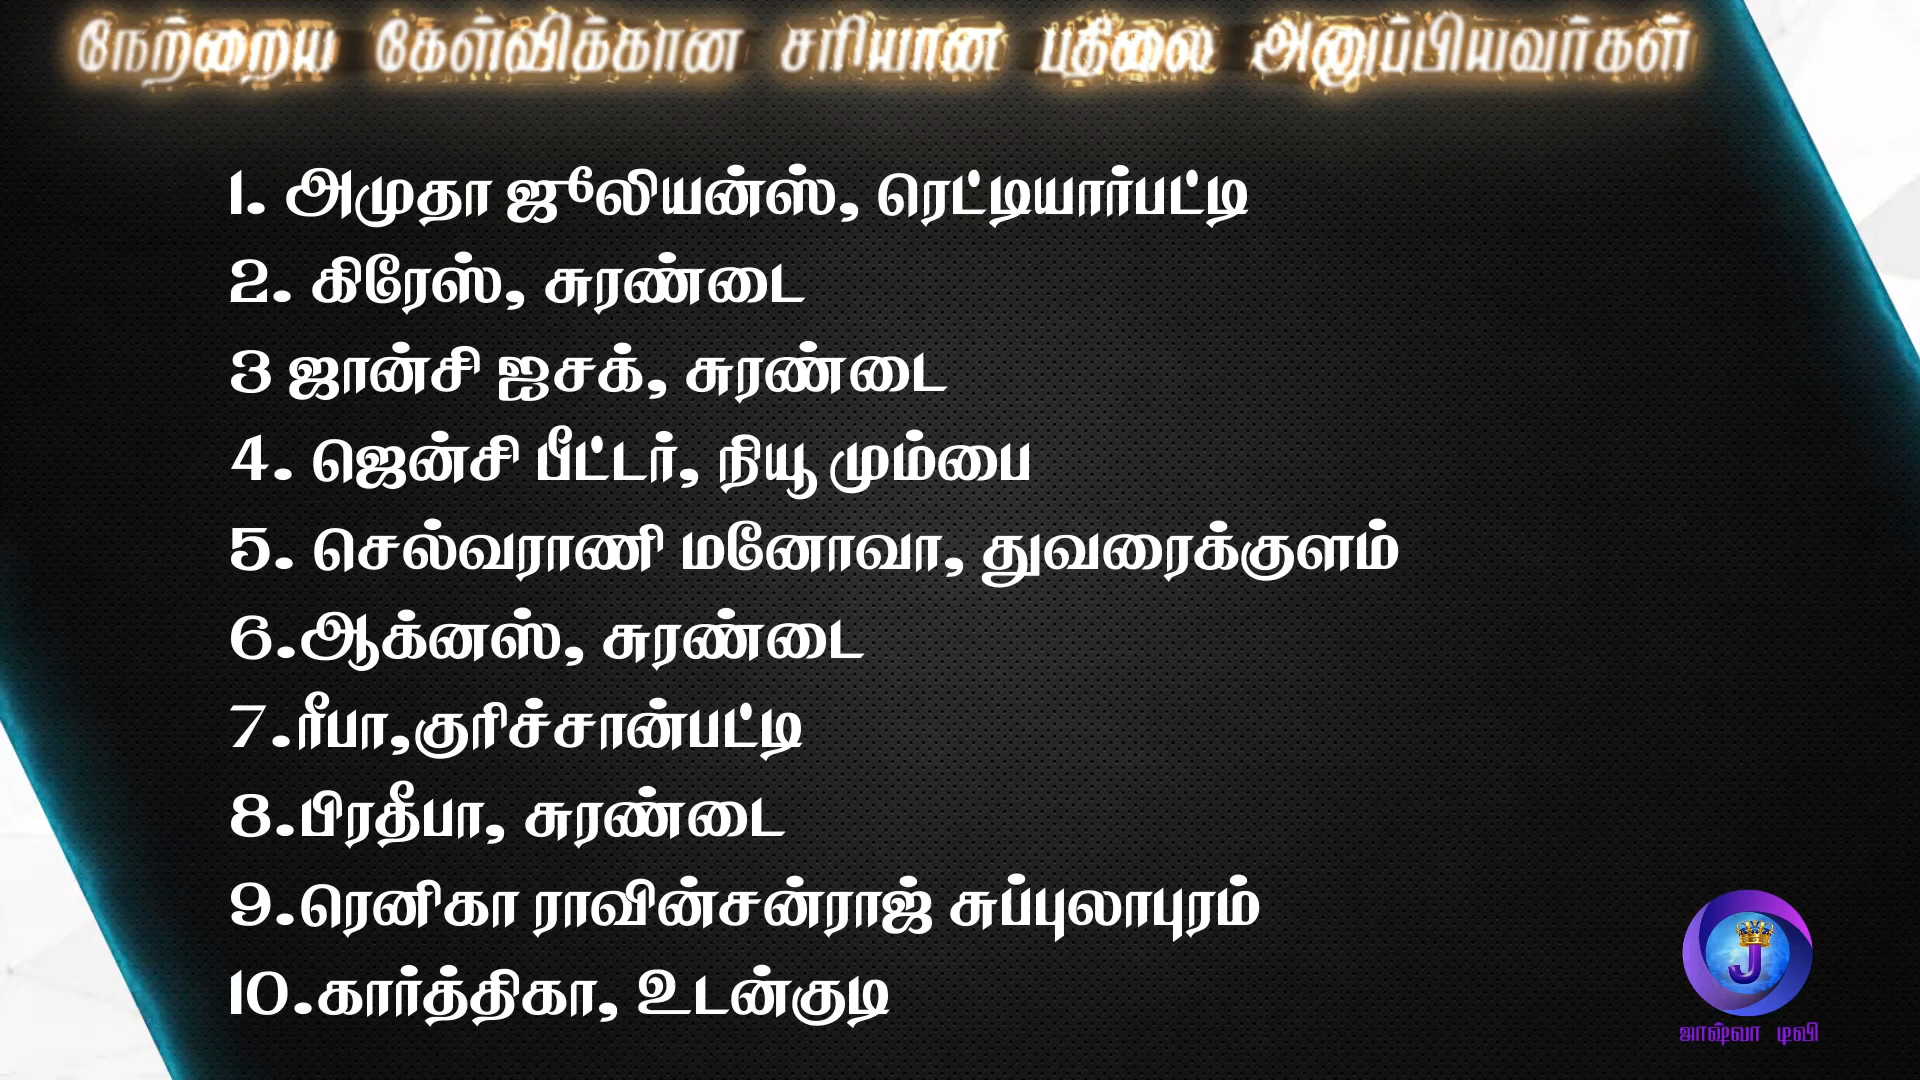 நேற்றைய கேள்விக்கான சரியான பதிலை அனுப்பியவர்கள்
1. அமுதா ஜூலியன்ஸ், ரெட்டியார்பட்டி
2. கிரேஸ், சுரண்டை
3 ஜான்சி ஐசக், சுரண்டை
4. ஜென்சி பீட்டர், நியூ மும்பை
5. செல்வராணி மனோவா, துவரைக்குளம்
6.ஆக்னஸ், சுரண்டை
7.ரீபா,குரிச்சான்பட்டி
8.பிரதீபா, சுரண்டை
9.ரெனிகா ராவின்சன்ராஜ் சுப்புலாபுரம்
10.கார்த்திகா, உடன்குடி
J
ஜாஷ்வா டிவி